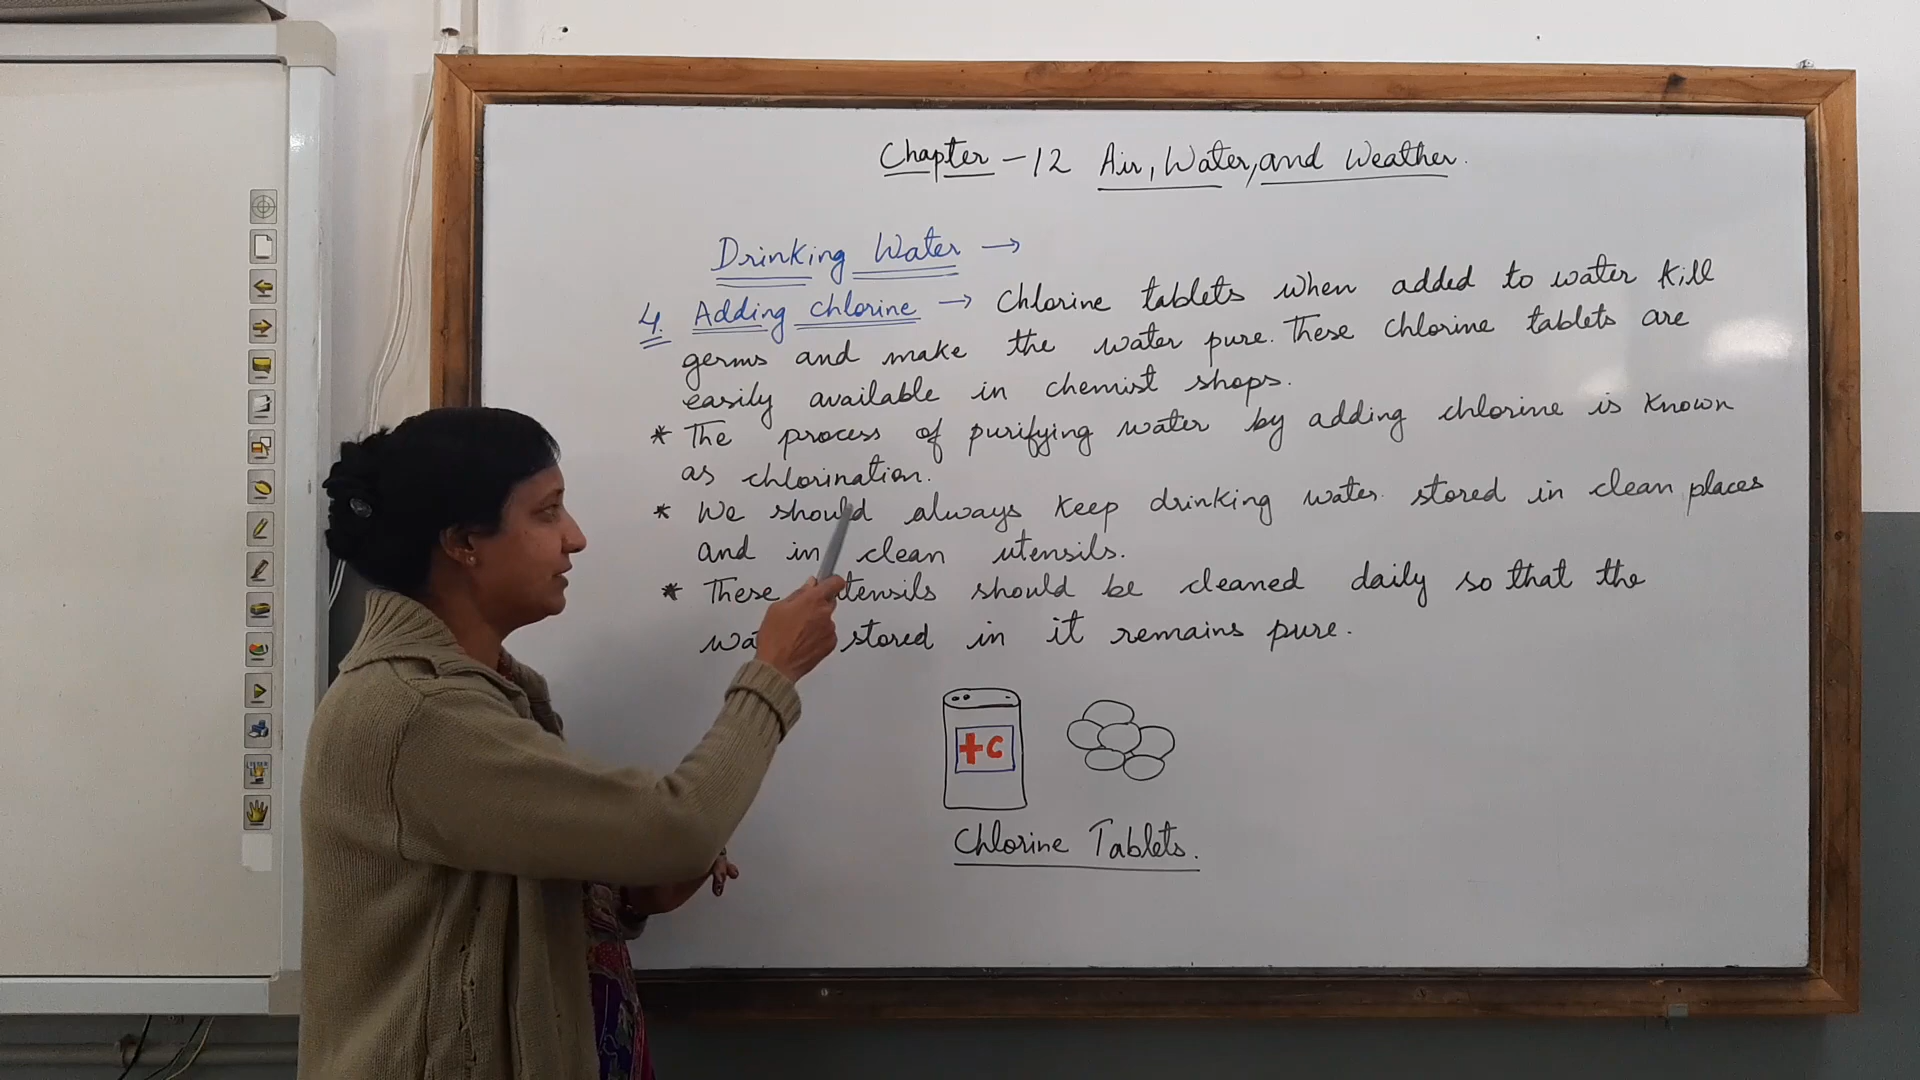 Chapter - 12 Air, Water, and Weather.
Drinking Water →
4. Adding Chlorine → Chlorine tablets when added to water kill
germs and make the water pure. These chlorine tablets are
easily available in chemist shops.
* The process of purifying water by adding chlorine is known
as chlorination.
* We should always keep drinking water stored in clean places
and in clean utensils.
* These utensils should be cleaned daily so that the
stored in it remains pure.
+C
Chlorine Tablets.